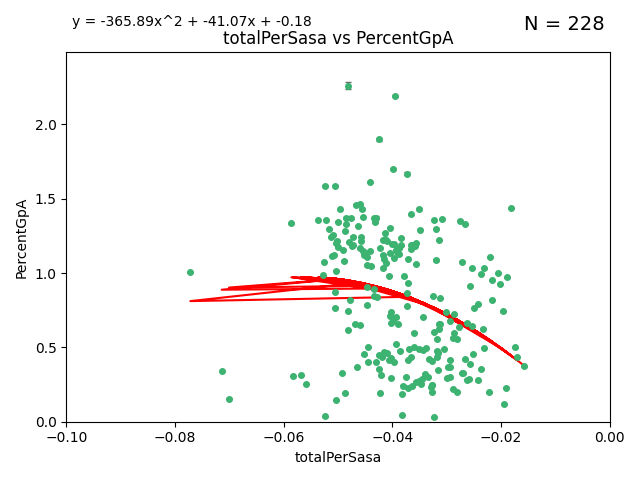 y = -365.89x^2 + -41.07x + -0.18
N = 228
totalPerSasa vs PercentGpA
PercentGpA
2.0
1.5
1.0
0.5
0.0
−0.10 −0.08 −0.06 −0.04 −0.02 0.00
totalPerSasa